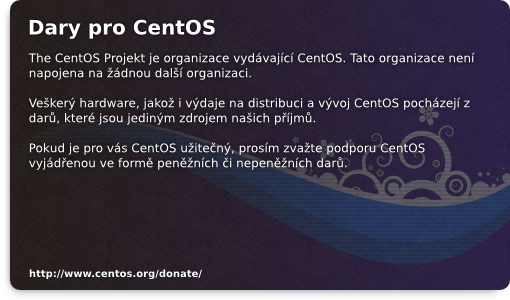 Dary pro CentOS
The CentOS Projekt je organizace vydávající CentOS. Tato organizace není
napojena na žádnou další organizaci.
Veškerý hardware, jakož i výdaje na distribuci a vývoj CentOS pocházejí z
darů, které jsou jediným zdrojem našich příjmů.
Pokud je pro vás CentOS užitečný, prosím zvažte podporu CentOS
vyjádřenou ve formě peněžních či nepeněžních darů.
http://www.centos.org/donate/